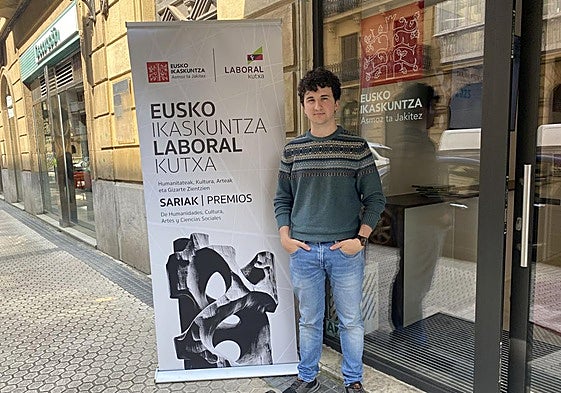 EUSKO
IKASKUNTZA
Asmoz ta Jakitez
LABORAL
kutxa
EUSKO
IKASKUNTZA
LABORAL
KUTXA
Humanitateak, Kultura, Arteak
eta Gizarte Zientzien
SARIAK | PREMIOS
De Humanidades, Cultura,
Artes y Ciencias Sociales
EUSKO
IKASKUNTZA
Asmoz ta Jakitez